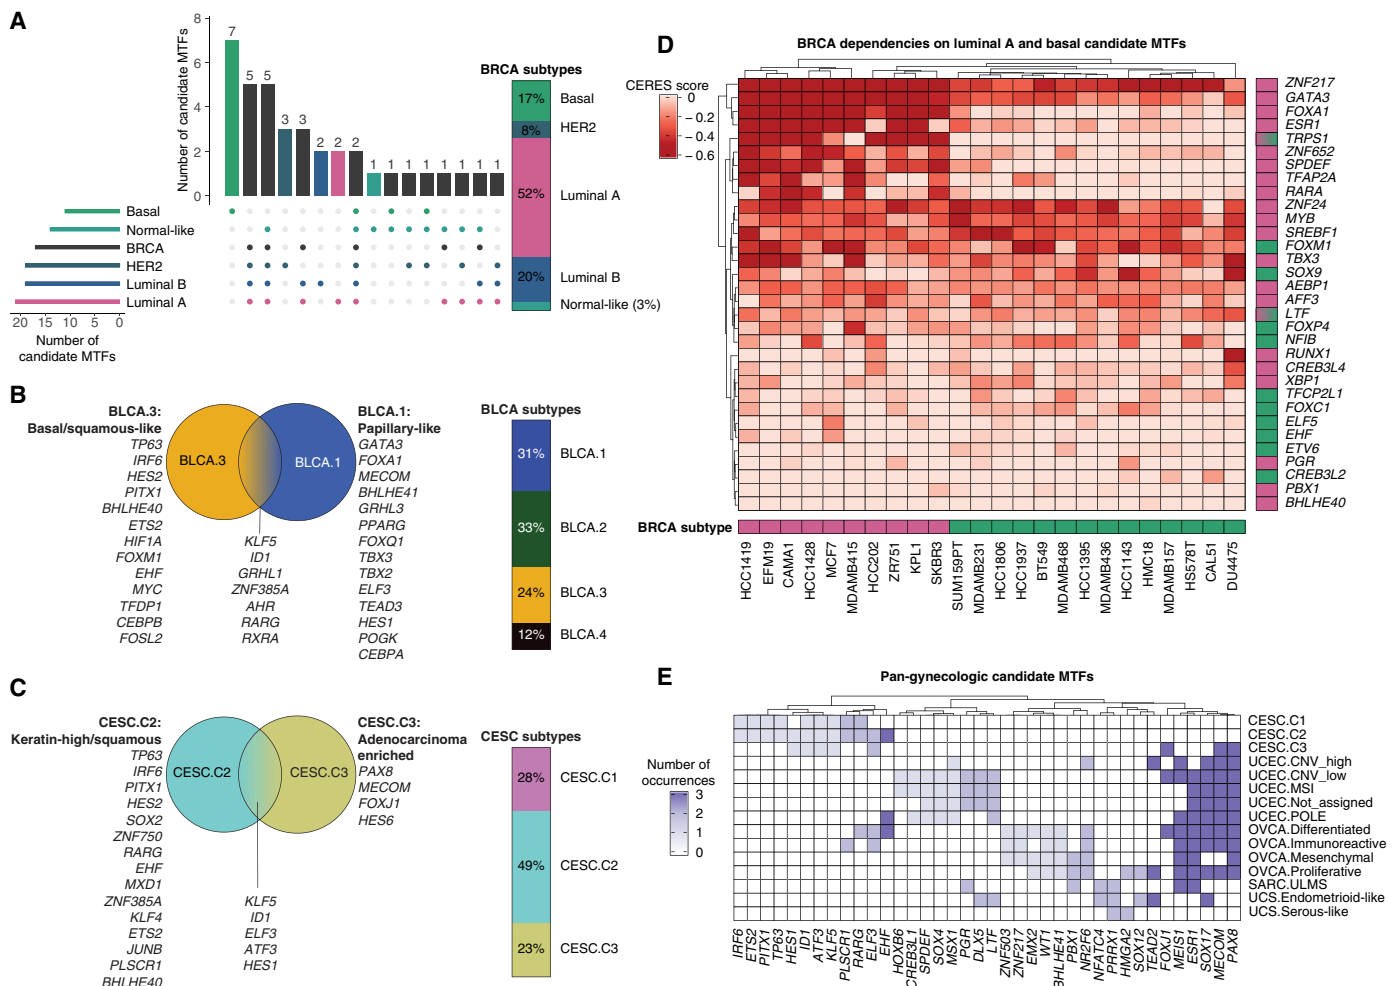 A
Number of candidate MTFs
8
6
4
2
0
7
5
5
3
3
2
2
2
1
1
1
1
1
1
1
1
Basal
Normal-like
BRCA
HER2
Luminal B
Luminal A
20 15 10 5 0
Number of
candidate MTFs
BRCA subtypes
17%
Basal
8%
HER2
52%
Luminal A
20%
Luminal B
Normal-like (3%)
B
BLCA.3:
Basal/squamous-like
TP63
IRF6
HES2
PITX1
BHLHE40
ETS2
HIF1A
FOXM1
EHF
MYC
TFDP1
CEBPB
FOSL2
BLCA.3
BLCA.1
KLF5
ID1
GRHL1
ZNF385A
AHR
RARG
RXRA
BLCA.1:
Papillary-like
GATA3
FOXA1
MECOM
BHLHE41
GRHL3
PPARG
FOXQ1
TBX3
TBX2
ELF3
TEAD3
HES1
POGK
CEBPA
BLCA subtypes
31%
BLCA.1
33%
BLCA.2
24%
BLCA.3
12%
BLCA.4
C
CESC.C2:
Keratin-high/squamous
TP63
IRF6
PITX1
HES2
SOX2
ZNF750
RARG
EHF
MXD1
ZNF385A
KLF4
ETS2
JUNB
PLSCR1
BHLHE40
CESC.C2
CESC.C3
KLF5
ID1
ELF3
ATF3
HES1
CESC.C3:
Adenocarcinoma
enriched
PAX8
MECOM
FOXJ1
HES6
CESC subtypes
28%
CESC.C1
49%
CESC.C2
23%
CESC.C3
D
BRCA dependencies on luminal A and basal candidate MTFs
CERES score
0
−0.2
−0.4
−0.6
ZNF217
GATA3
FOXA1
ESR1
TRPS1
ZNF652
SPDEF
TFAP2A
RARA
ZNF24
MYB
SREBF1
FOXM1
TBX3
SOX9
AEBP1
AFF3
LTF
FOXP4
NFIB
RUNX1
CREB3L4
XBP1
TFCP2L1
FOXC1
ELF5
EHF
ETV6
PGR
CREB3L2
PBX1
BHLHE40
BRCA subtype
HCC1419
EFM19
CAMA1
HCC1428
MCF7
MDAMB415
HCC202
ZR751
KPL1
SKBR3
SUM159PT
MDAMB231
HCC1806
HCC1937
BT549
MDAMB468
HCC1395
MDAMB436
HCC1143
HMC18
MDAMB157
HS578T
CAL51
DU4475
E
Pan-gynecologic candidate MTFs
Number of
occurrences
3
2
1
0
CESC.C1
CESC.C2
CESC.C3
UCEC.CNV_high
UCEC.CNV_low
UCEC.MSI
UCEC.Not_assigned
UCEC.POLE
OVCA.Differentiated
OVCA.Immunoreactive
OVCA.Mesenchymal
OVCA.Proliferative
SARC.ULMS
UCS.Endometrioid-like
UCS.Serous-like
IRF6
ETS2
PITX1
TP63
HES1
ID1
ATF3
KLF5
PLSCR1
RARG
ELF3
EHF
HOXB6
CREB3L1
SPDEF
SOX4
MSX1
PGR
DLX5
LTF
ZNF503
ZNF217
EMX2
WT1
BHLHE41
PBX1
NR2F6
NFATC4
PRRX1
HMGA2
SOX12
TEAD2
FOXJ1
MEIS1
ESR1
SOX17
MECOM
PAX8